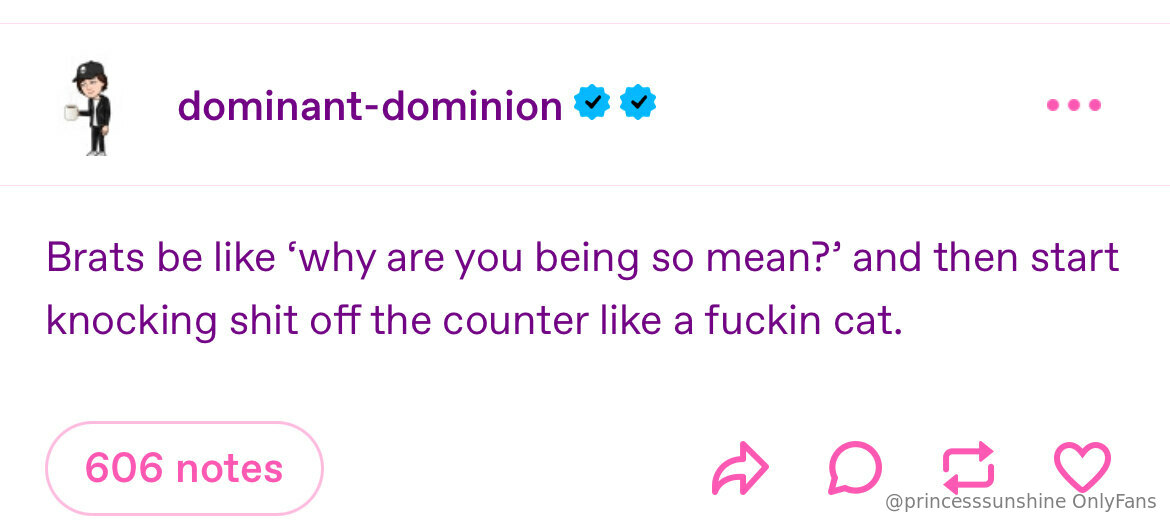 dominant-dominion
Brats be like ‘why are you being so mean?’ and then start
knocking shit off the counter like a fuckin cat.
606 notes
@princesssunshine OnlyFans